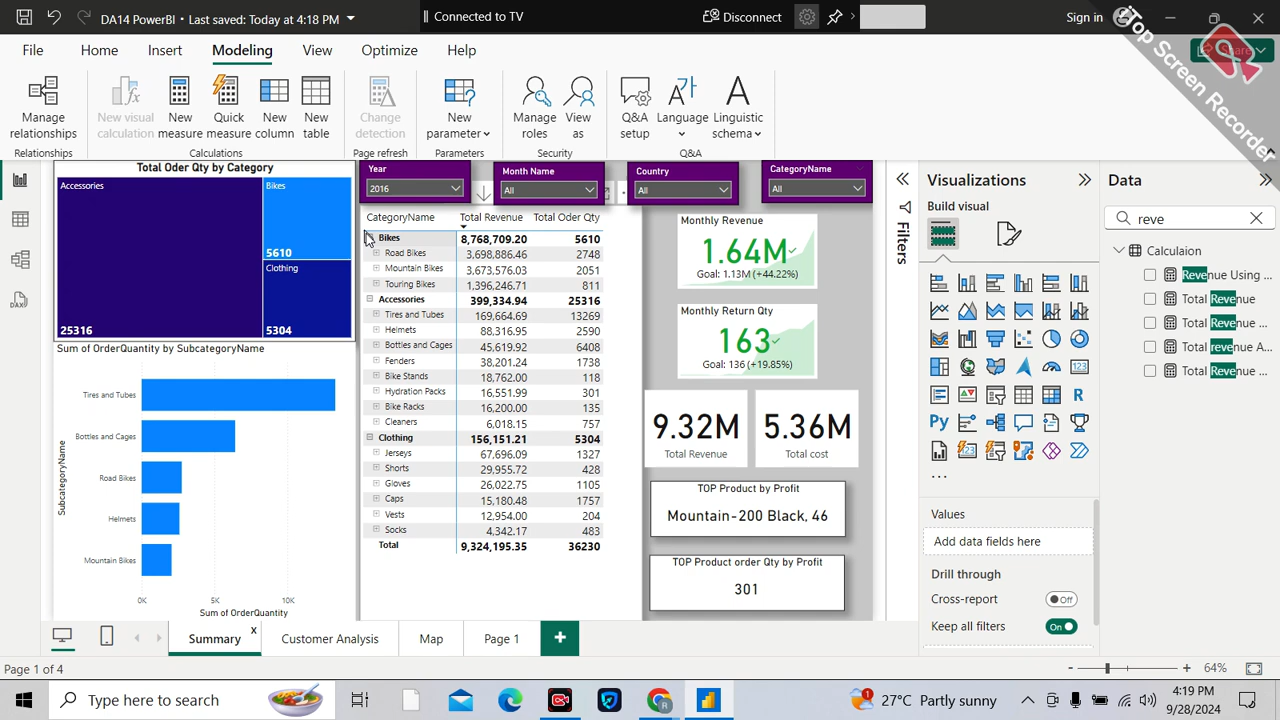 DA14 PowerBI • Last saved: Today at 4:18 PM
Connected to TV
Disconnect
Sign in
iTop Screen Recorder
File Home Insert Modeling View Optimize Help
Share
Manage relationships
New visual calculation
New measure
Quick measure
New column
New table
Change detection
New parameter
Manage roles
View as
Q&A setup
Language
Linguistic schema
Relationships
Calculations
Page refresh
Parameters
Security
Q&A
Total Oder Qty by Category
Accessories
25316
Bikes
5610
Clothing
5304
Year
2016
Month Name
All
Country
All
CategoryName
All
Sum of OrderQuantity by SubcategoryName
SubcategoryName
Tires and Tubes
Bottles and Cages
Road Bikes
Helmets
Mountain Bikes
0K 5K 10K
Sum of OrderQuantity
CategoryName Total Revenue Total Oder Qty
Bikes 8,768,709.20 5610
Road Bikes 3,698,886.46 2748
Mountain Bikes 3,673,576.03 2051
Touring Bikes 1,396,246.71 811
Accessories 399,334.94 25316
Tires and Tubes 169,664.69 13269
Helmets 88,316.95 2590
Bottles and Cages 45,619.92 6408
Fenders 38,201.24 1738
Bike Stands 18,762.00 118
Hydration Packs 16,551.99 301
Bike Racks 16,200.00 135
Cleaners 6,018.15 757
Clothing 156,151.21 5304
Jerseys 67,696.09 1327
Shorts 29,955.72 428
Gloves 26,022.75 1105
Caps 15,180.48 1757
Vests 12,954.00 204
Socks 4,342.17 483
Total 9,324,195.35 36230
Monthly Revenue
1.64M
Goal: 1.13M (+44.22%)
Monthly Return Qty
163
Goal: 136 (+19.85%)
9.32M
Total Revenue
5.36M
Total cost
TOP Product by Profit
Mountain-200 Black, 46
TOP Product order Qty by Profit
301
Filters
Visualizations
Build visual
R
Py
123
...
Values
Add data fields here
Drill through
Cross-report Off
Keep all filters On
Data
reve
Calculaion
Revenue Using ...
Total Revenue
Total Revenue ...
Total revenue A...
Total Revenue ...
Summary
Customer Analysis
Map
Page 1
Page 1 of 4
64%
Type here to search
27°C Partly sunny
4:19 PM
9/28/2024